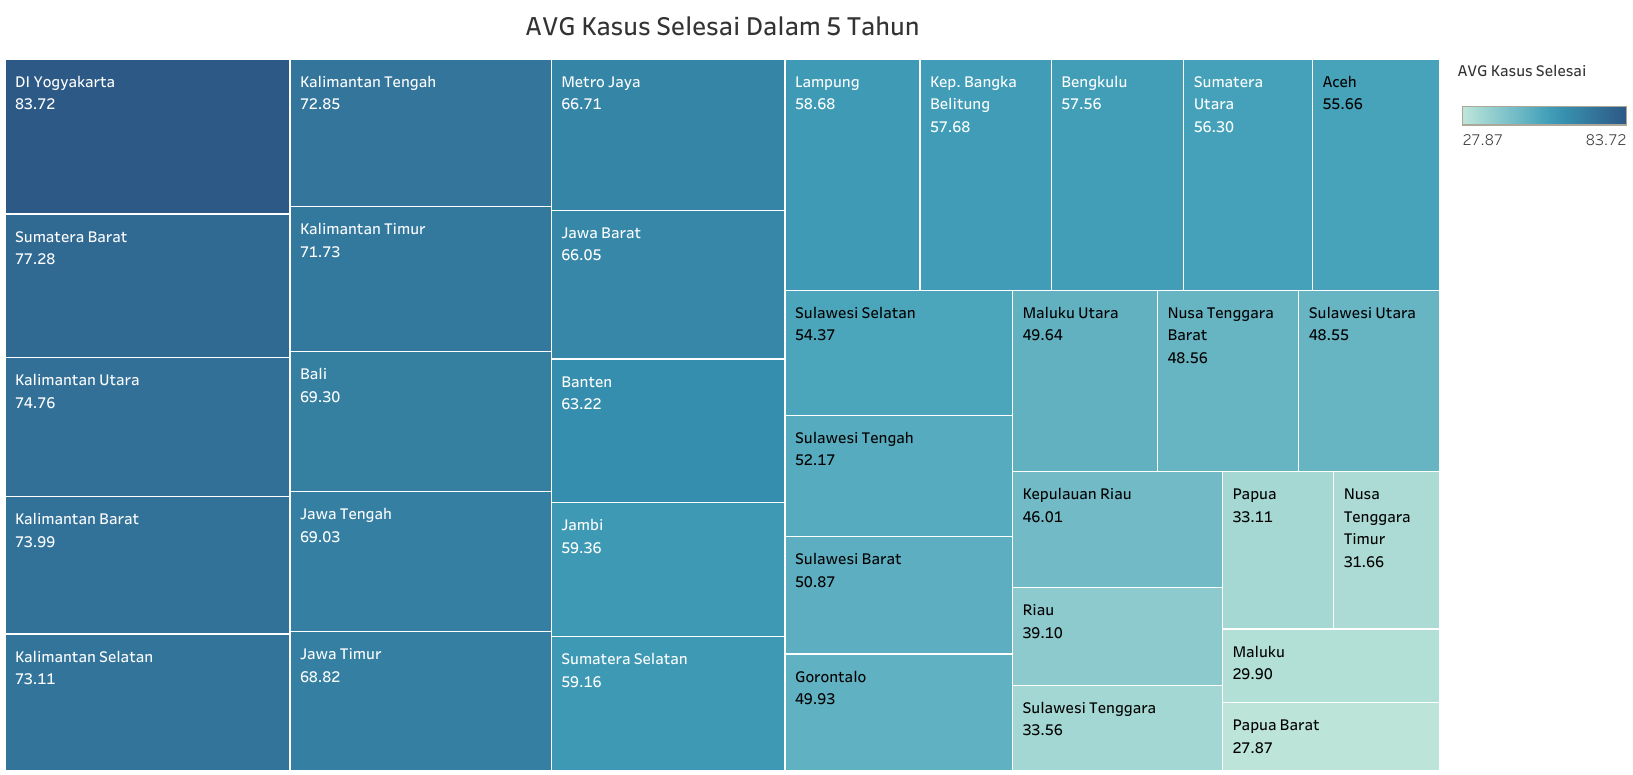 AVG Kasus Selesai Dalam 5 Tahun
DI Yogyakarta
83.72
Sumatera Barat
77.28
Kalimantan Utara
74.76
Kalimantan Barat
73.99
Kalimantan Selatan
73.11
Kalimantan Tengah
72.85
Kalimantan Timur
71.73
Bali
69.30
Jawa Tengah
69.03
Jawa Timur
68.82
Metro Jaya
66.71
Jawa Barat
66.05
Banten
63.22
Jambi
59.36
Sumatera Selatan
59.16
Lampung
58.68
Kep. Bangka
Belitung
57.68
Bengkulu
57.56
Sumatera
Utara
56.30
Aceh
55.66
Sulawesi Selatan
54.37
Sulawesi Tengah
52.17
Sulawesi Barat
50.87
Gorontalo
49.93
Maluku Utara
49.64
Nusa Tenggara
Barat
48.56
Sulawesi Utara
48.55
Kepulauan Riau
46.01
Riau
39.10
Sulawesi Tenggara
33.56
Papua
33.11
Nusa
Tenggara
Timur
31.66
Maluku
29.90
Papua Barat
27.87
AVG Kasus Selesai
27.87 83.72